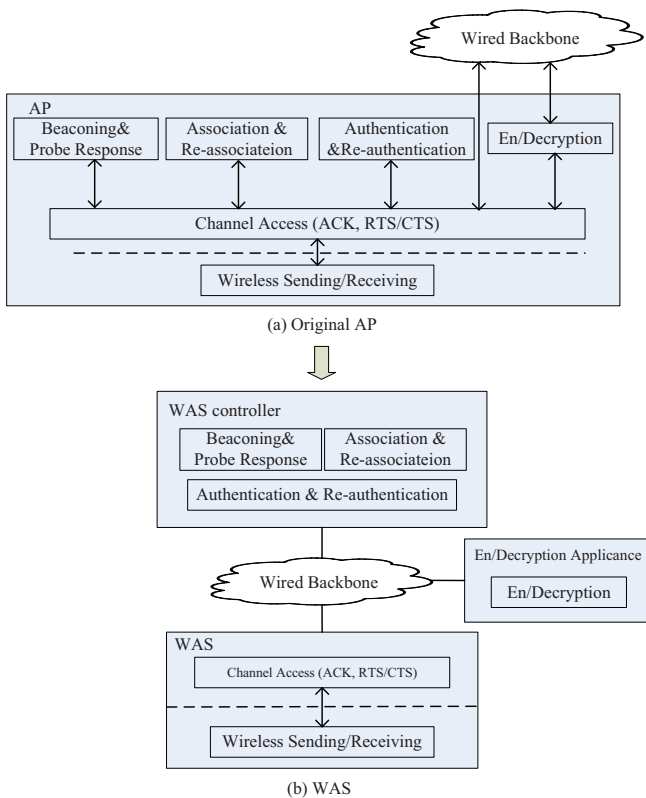 Wired Backbone
AP
Beaconing&
Probe Response
Association &
Re-associateion
Authentication
&Re-authentication
En/Decryption
Channel Access (ACK, RTS/CTS)
Wireless Sending/Receiving
(a) Original AP
WAS controller
Beaconing&
Probe Response
Association &
Re-associateion
Authentication & Re-authentication
Wired Backbone
En/Decryption Applicance
En/Decryption
WAS
Channel Access (ACK, RTS/CTS)
Wireless Sending/Receiving
(b) WAS